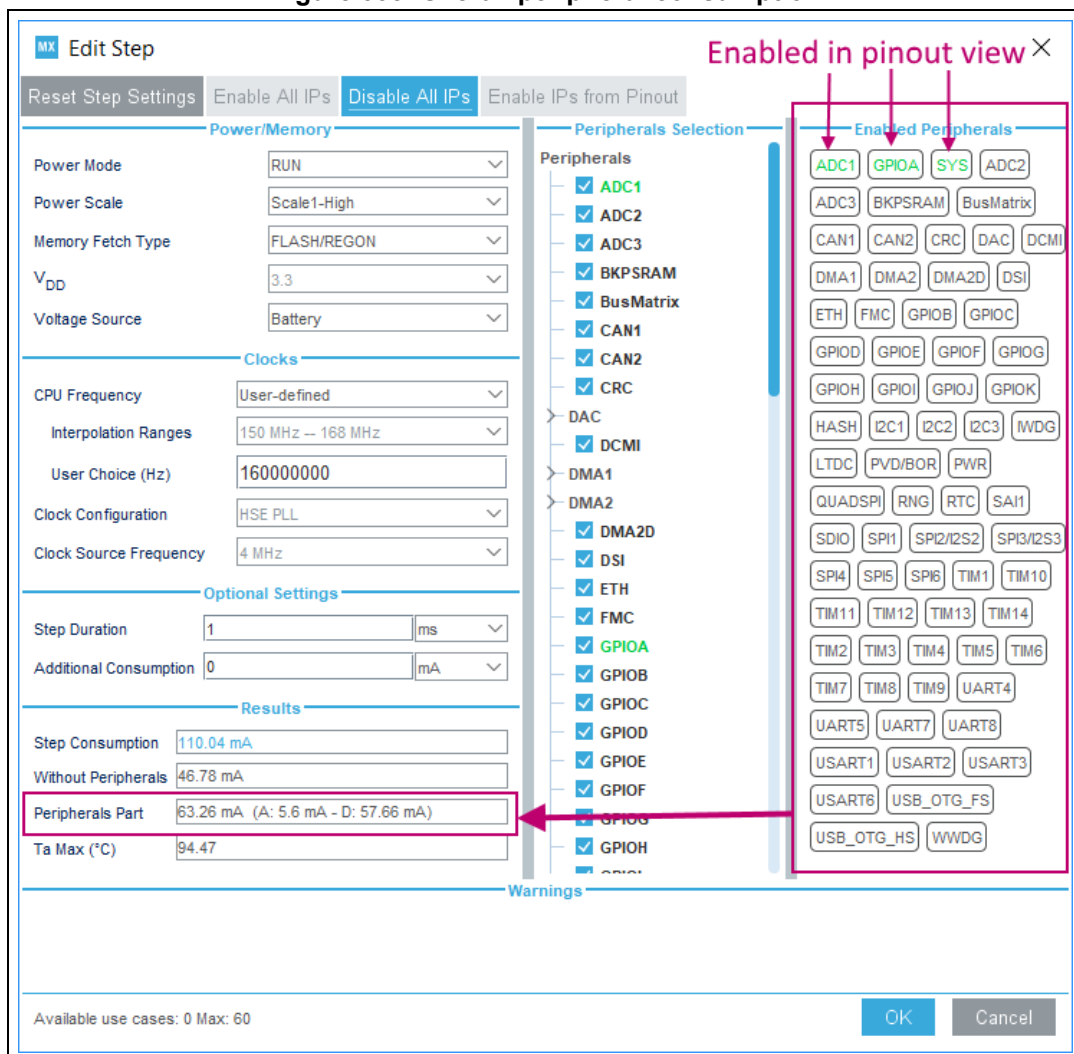 MX Edit Step
Enabled in pinout view
Reset Step Settings Enable All IPs Disable All IPs Enable IPs from Pinout
Power/Memory
Power Mode RUN
Power Scale Scale1-High
Memory Fetch Type FLASH/REGON
VDD 3.3
Voltage Source Battery
Clocks
CPU Frequency User-defined
Interpolation Ranges 150 MHz -- 168 MHz
User Choice (Hz) 160000000
Clock Configuration HSE PLL
Clock Source Frequency 4 MHz
Optional Settings
Step Duration 1 ms
Additional Consumption 0 mA
Results
Step Consumption 110.04 mA
Without Peripherals 46.78 mA
Peripherals Part 63.26 mA (A: 5.6 mA - D: 57.66 mA)
Ta Max (°C) 94.47
Peripherals Selection
Peripherals
ADC1
ADC2
ADC3
BKPSRAM
BusMatrix
CAN1
CAN2
CRC
DAC
DCMI
DMA1
DMA2
DMA2D
DSI
ETH
FMC
GPIOA
GPIOB
GPIOC
GPIOD
GPIOE
GPIOF
GPIOG
GPIOH
Enabled Peripherals
ADC1 GPIOA SYS ADC2
ADC3 BKPSRAM BusMatrix
CAN1 CAN2 CRC DAC DCMI
DMA1 DMA2 DMA2D DSI
ETH FMC GPIOB GPIOC
GPIOD GPIOE GPIOF GPIOG
GPIOH GPIOI GPIOJ GPIOK
HASH I2C1 I2C2 I2C3 IWDG
LTDC PVD/BOR PWR
QUADSPI RNG RTC SAI1
SDIO SPI1 SPI2/I2S2 SPI3/I2S3
SPI4 SPI5 SPI6 TIM1 TIM10
TIM11 TIM12 TIM13 TIM14
TIM2 TIM3 TIM4 TIM5 TIM6
TIM7 TIM8 TIM9 UART4
UART5 UART7 UART8
USART1 USART2 USART3
USART6 USB_OTG_FS
USB_OTG_HS WWDG
Warnings
Available use cases: 0 Max: 60
OK Cancel